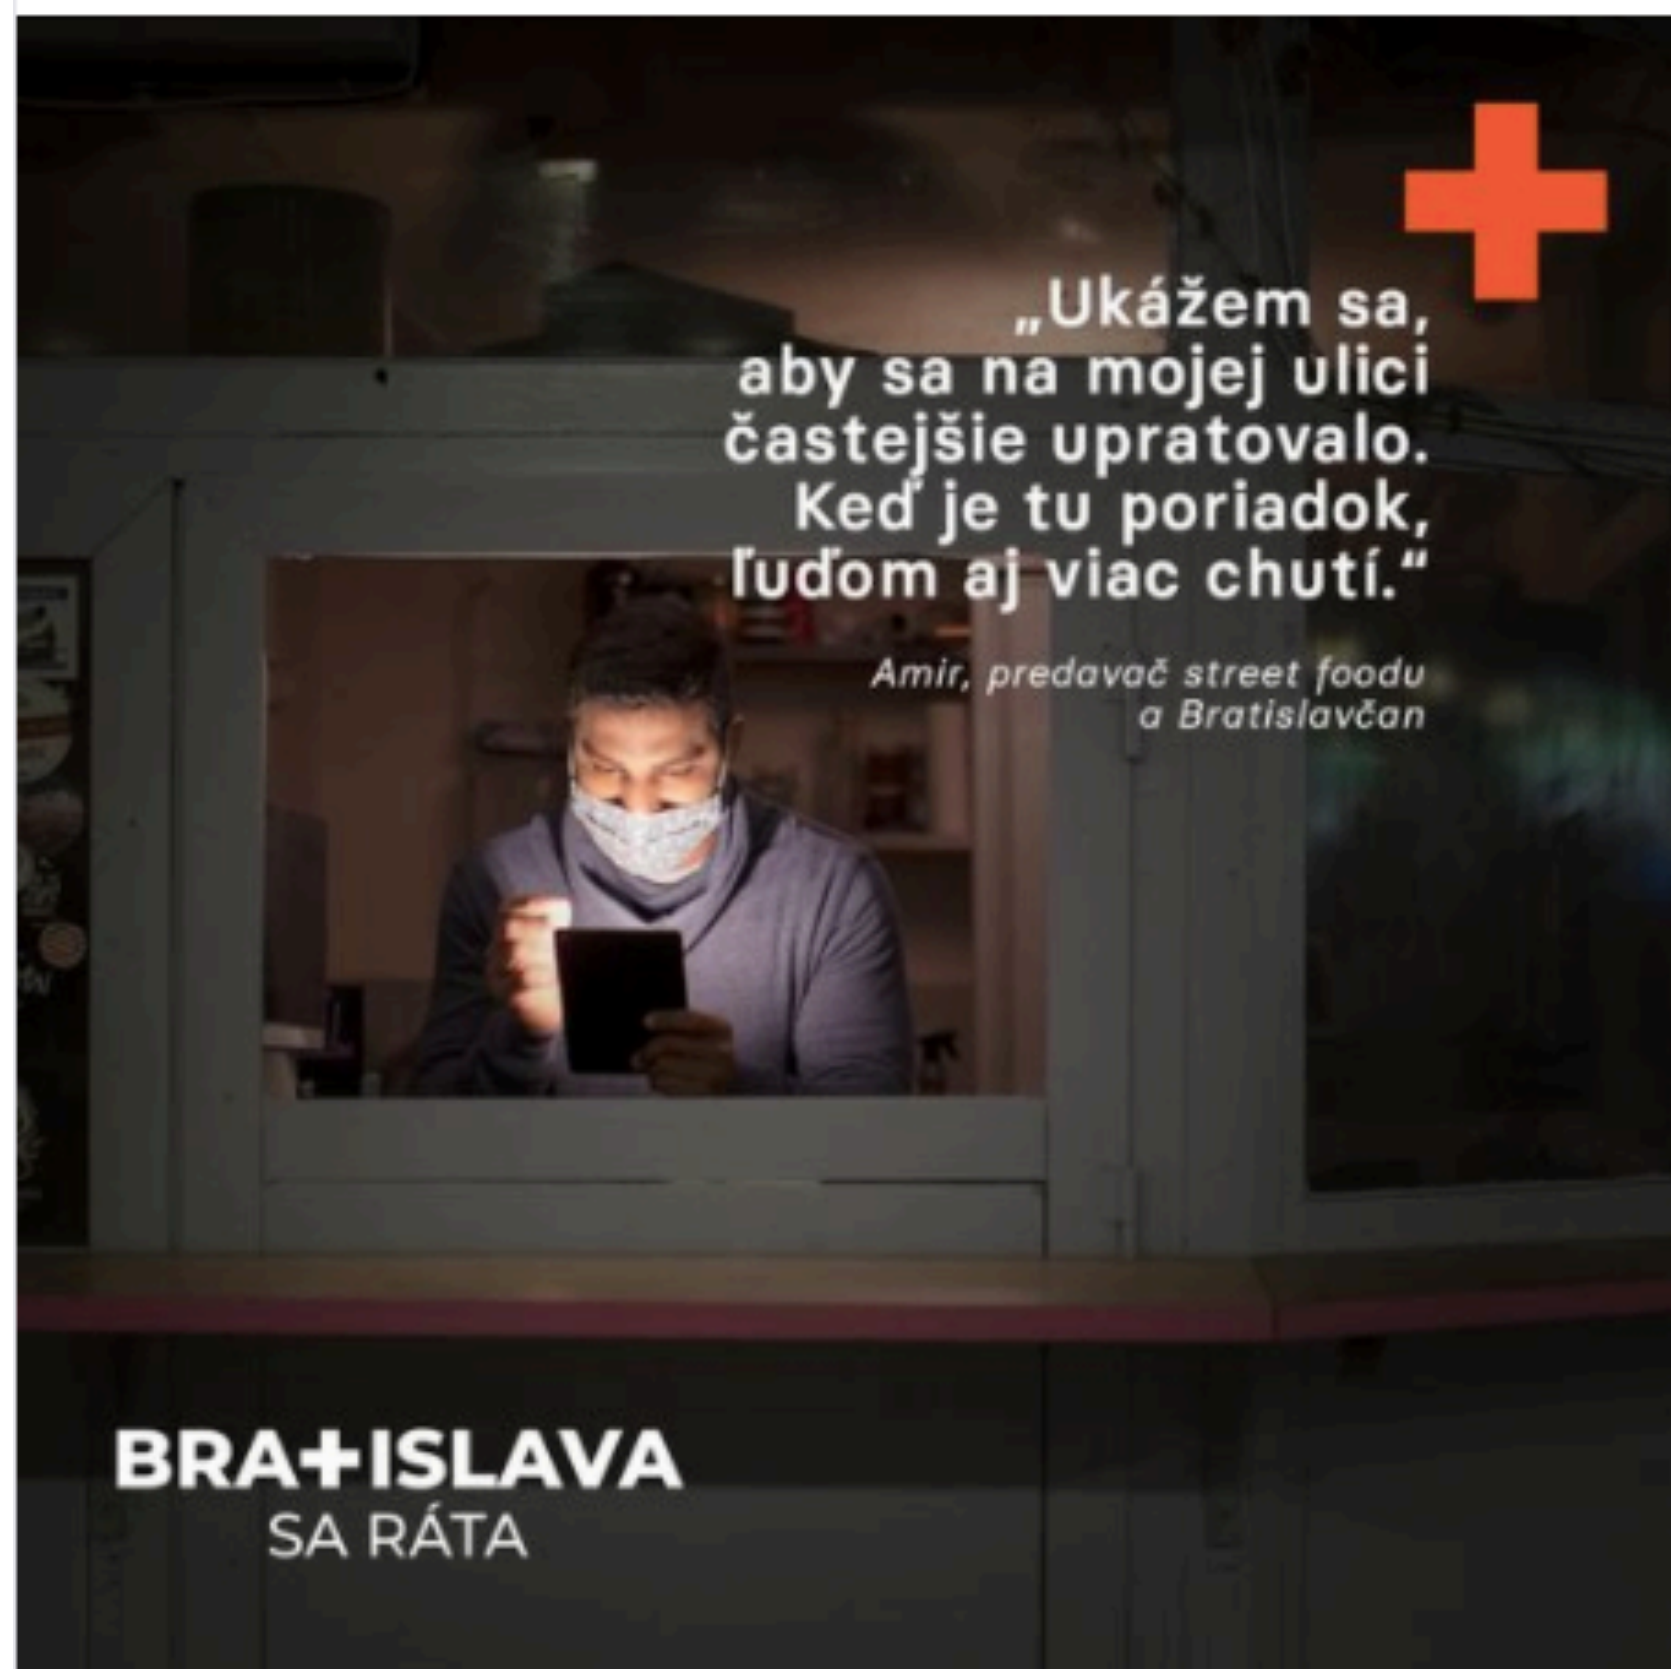 „Ukážem sa,
aby sa na mojej ulici
častejšie upratovalo.
Keď je tu poriadok,
ľuďom aj viac chutí.“
Amir, predavač street foodu
a Bratislavčan
BRA+ISLAVA
SA RÁTA